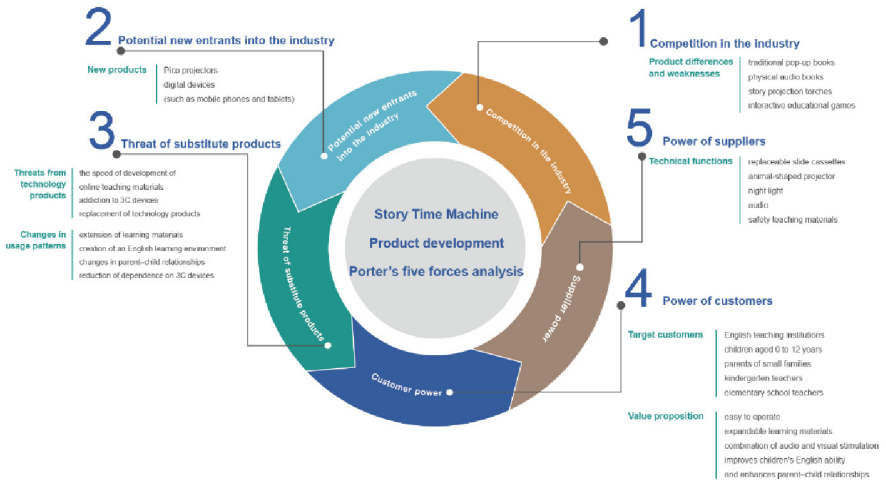 2
Potential new entrants into the industry
New products
Pico projectors
digital devices
(such as mobile phones and tablets)
3
Threat of substitute products
Threats from
technology
products
the speed of development of
online teaching materials
addiction to 3C devices
replacement of technology products
Changes in
usage patterns
extension of learning materials
creation of an English learning environment
changes in parent–child relationships
reduction of dependence on 3C devices
1
Competition in the industry
Product differences
and weaknesses
traditional pop-up books
physical audio books
story projection torches
interactive educational games
5
Power of suppliers
Technical functions
replaceable slide cassettes
animal-shaped projector
night light
audio
safety teaching materials
4
Power of customers
Target customers
English teaching institutions
children aged 0 to 12 years
parents of small families
kindergarten teachers
elementary school teachers
Value proposition
easy to operate
expandable learning materials
combination of audio and visual stimulation
improves children's English ability
and enhances parent–child relationships
Potential new entrants
into the industry
Competition in the industry
Supplier power
Customer power
Threat of substitute products
Story Time Machine
Product development
Porter's five forces analysis